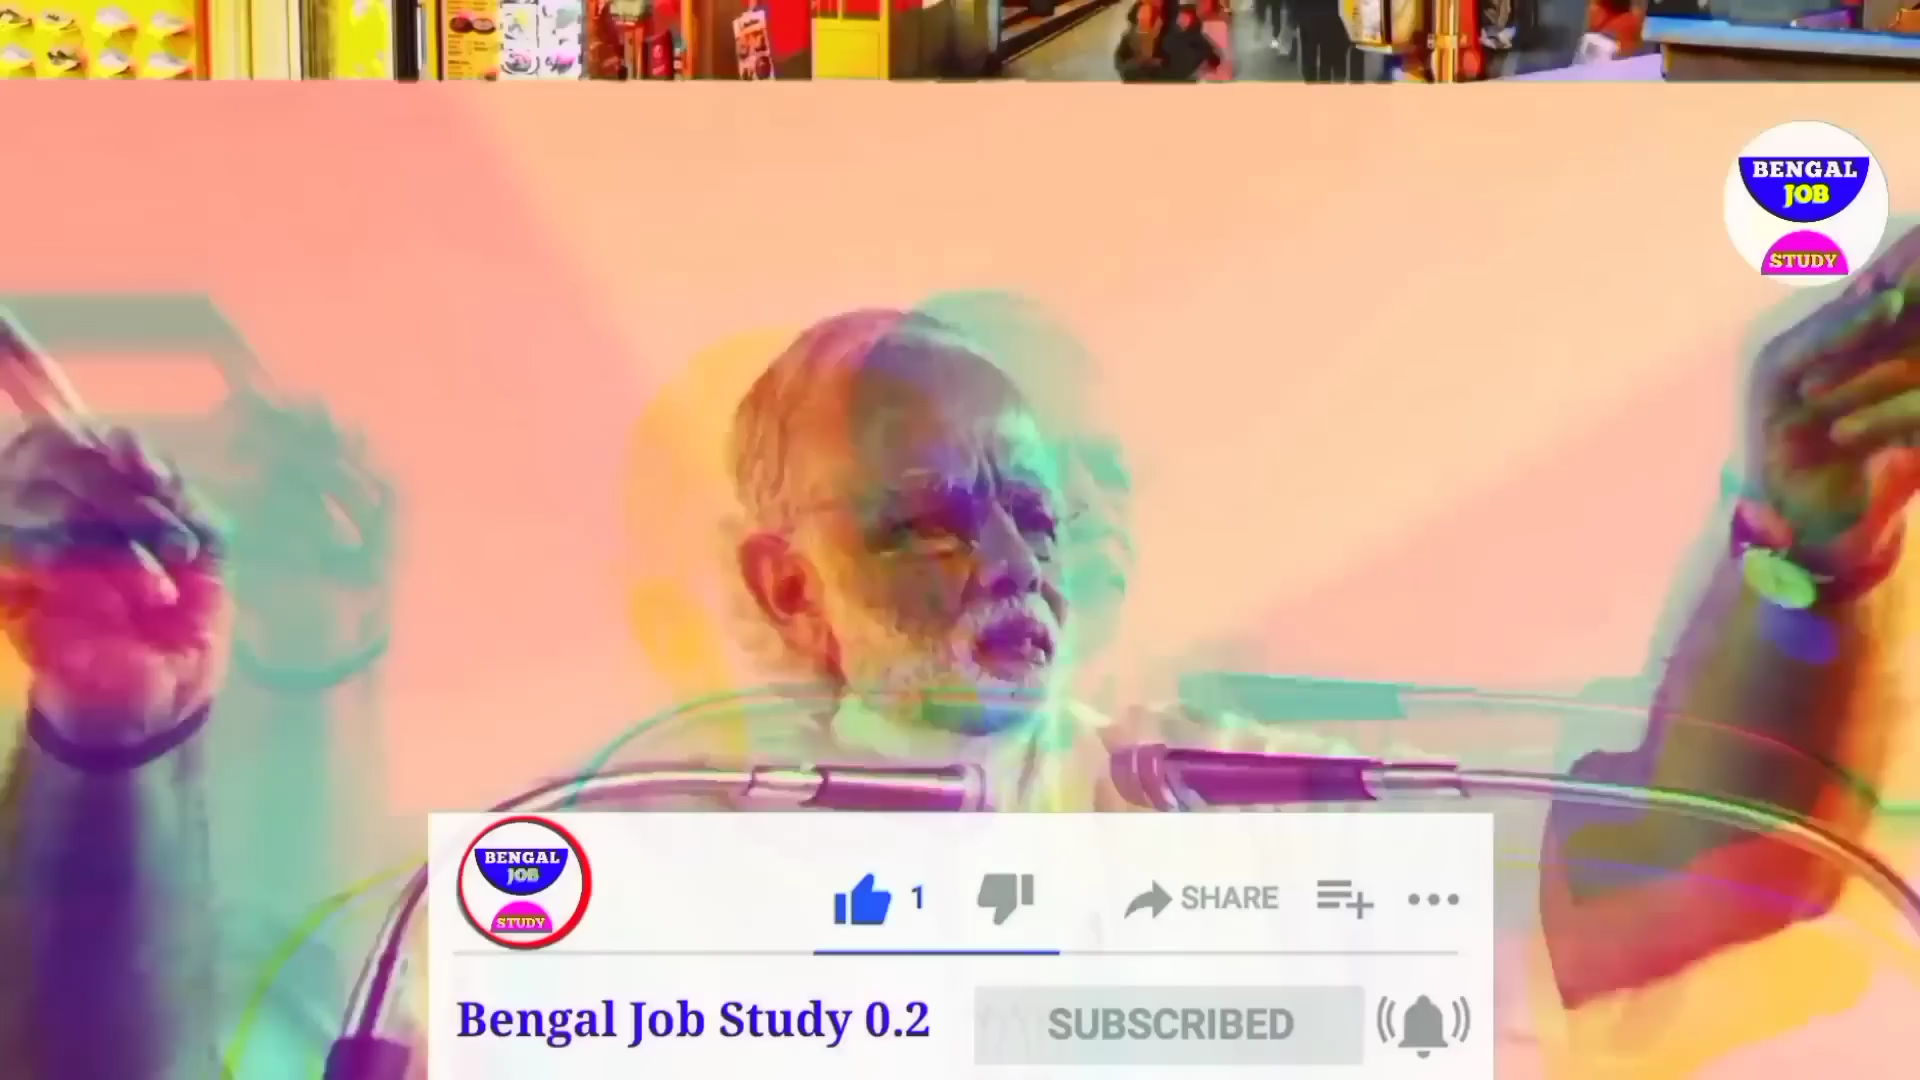 BENGAL
JOB
STUDY
BENGAL
JOB
STUDY
1
SHARE
Bengal Job Study 0.2
SUBSCRIBED